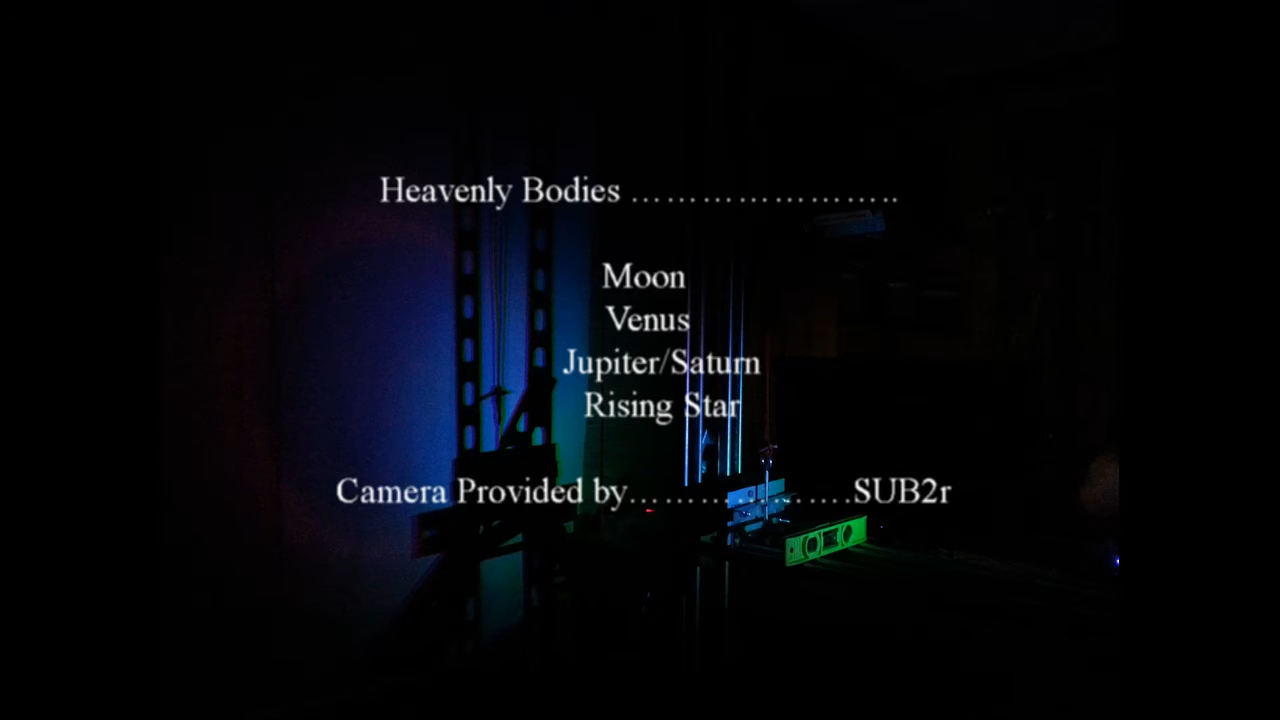 Heavenly Bodies ……………………..
Moon
Venus
Jupiter/Saturn
Rising Star
Camera Provided by……………….SUB2r